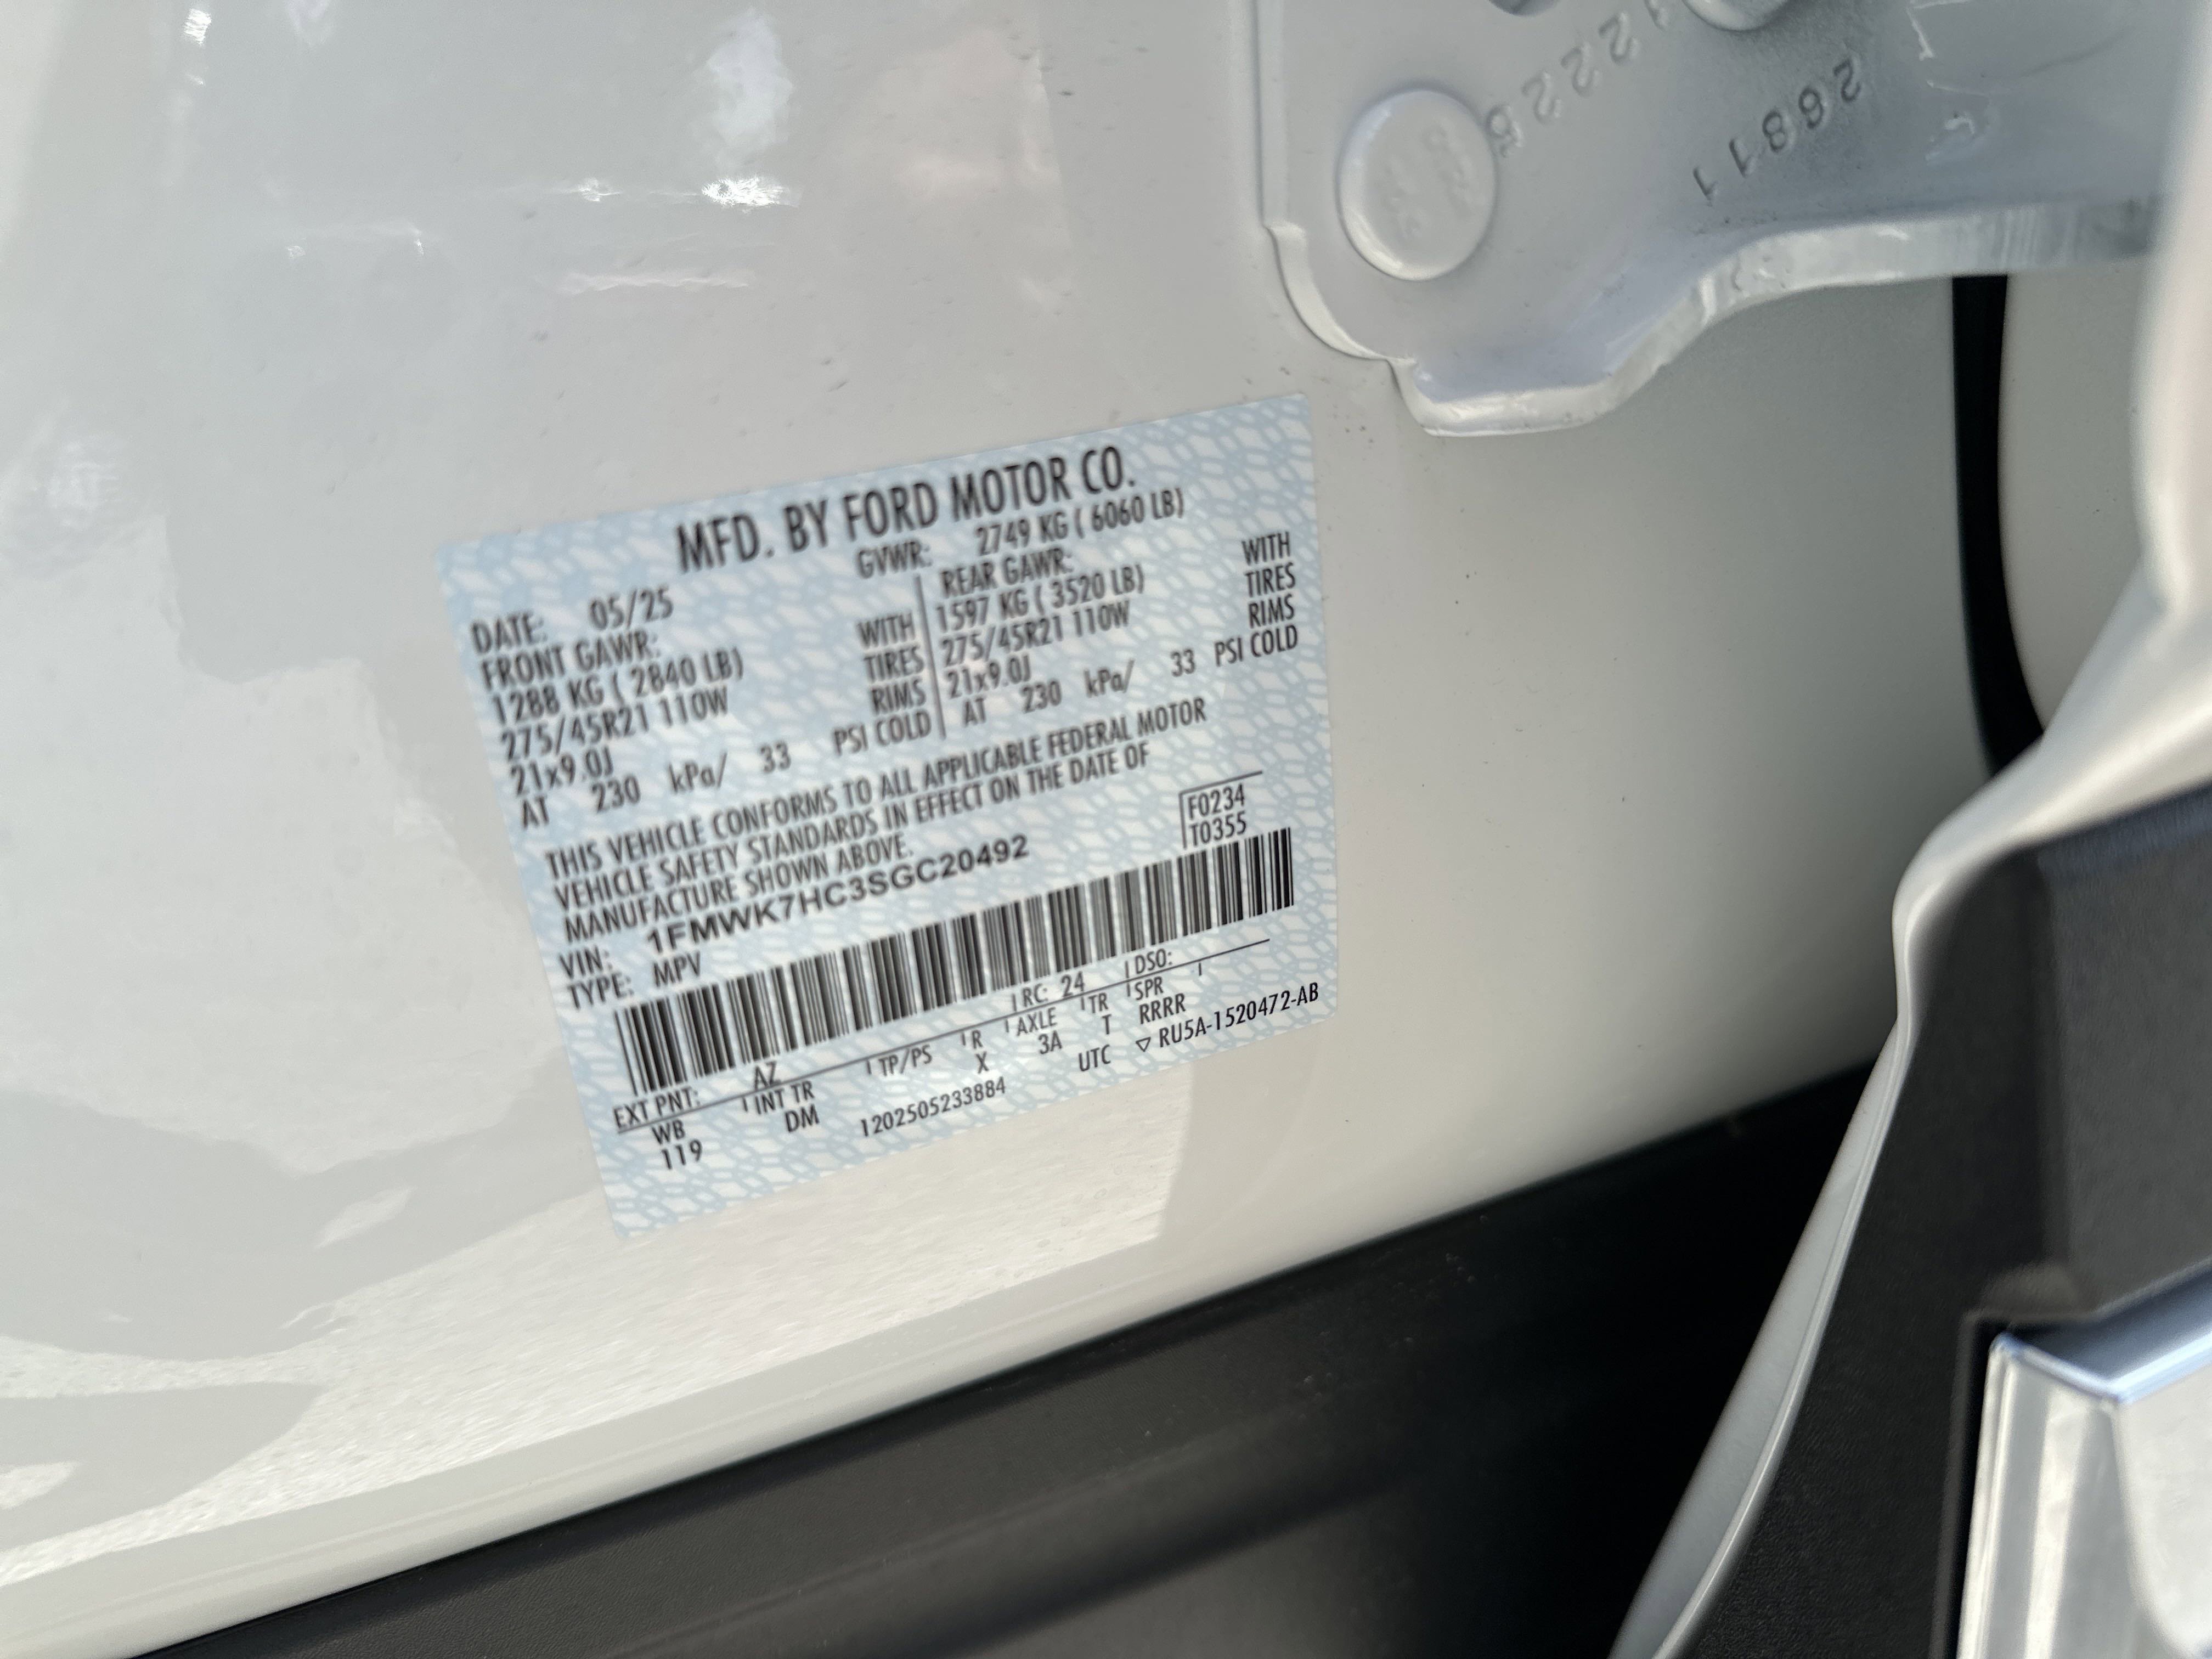 26811
MFD. BY FORD MOTOR CO.
DATE: 05/25 GVWR: 2749 KG ( 6060 LB)
FRONT GAWR: REAR GAWR:
1288 KG ( 2840 LB) WITH 1597 KG ( 3520 LB) WITH
275/45R21 110W TIRES 275/45R21 110W TIRES
21x9.0J RIMS 21x9.0J RIMS
AT 230 kPa/ 33 PSI COLD AT 230 kPa/ 33 PSI COLD
THIS VEHICLE CONFORMS TO ALL APPLICABLE FEDERAL MOTOR
VEHICLE SAFETY STANDARDS IN EFFECT ON THE DATE OF
MANUFACTURE SHOWN ABOVE.
F0234
T0355
VIN: 1FMWK7HC3SGC20492
TYPE: MPV
EXT PNT: AZ RC: 24 DSO:
WB INT TR TP/PS R AXLE TR SPR
119 DM X 3A T RRRR
1202505233884 UTC ▽ RU5A-1520472-AB